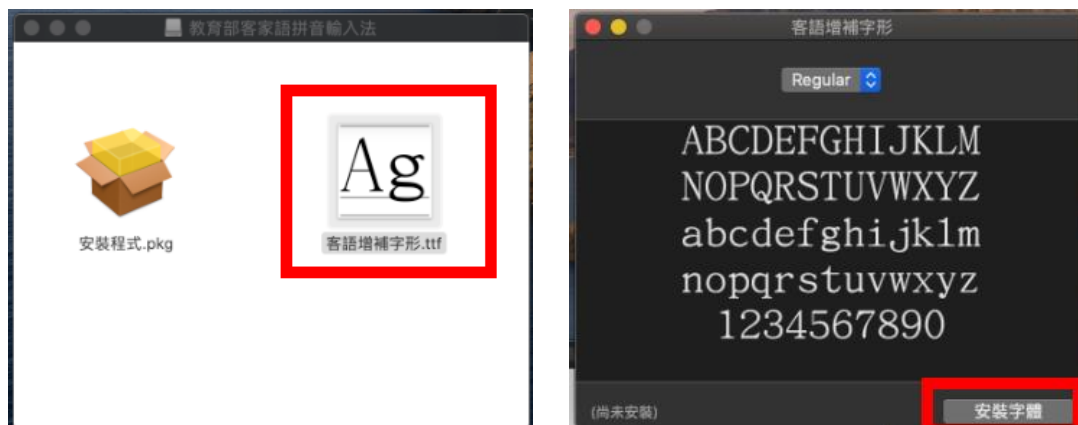 教育部客家語拼音輸入法
Ag
安裝程式.pkg
客語增補字形.ttf
客語增補字形
Regular
ABCDEFGHIJKLM
NOPQRSTUVWXYZ
abcdefghijklm
nopqrstuvwxyz
1234567890
(尚未安裝)
安裝字體